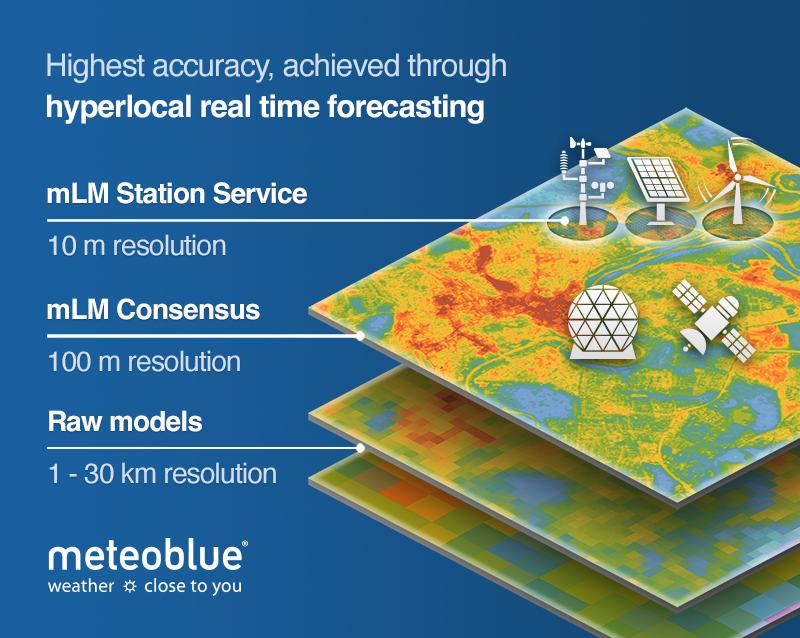 Highest accuracy, achieved through
hyperlocal real time forecasting
mLM Station Service
10 m resolution
mLM Consensus
100 m resolution
Raw models
1 - 30 km resolution
meteoblue®
weather close to you